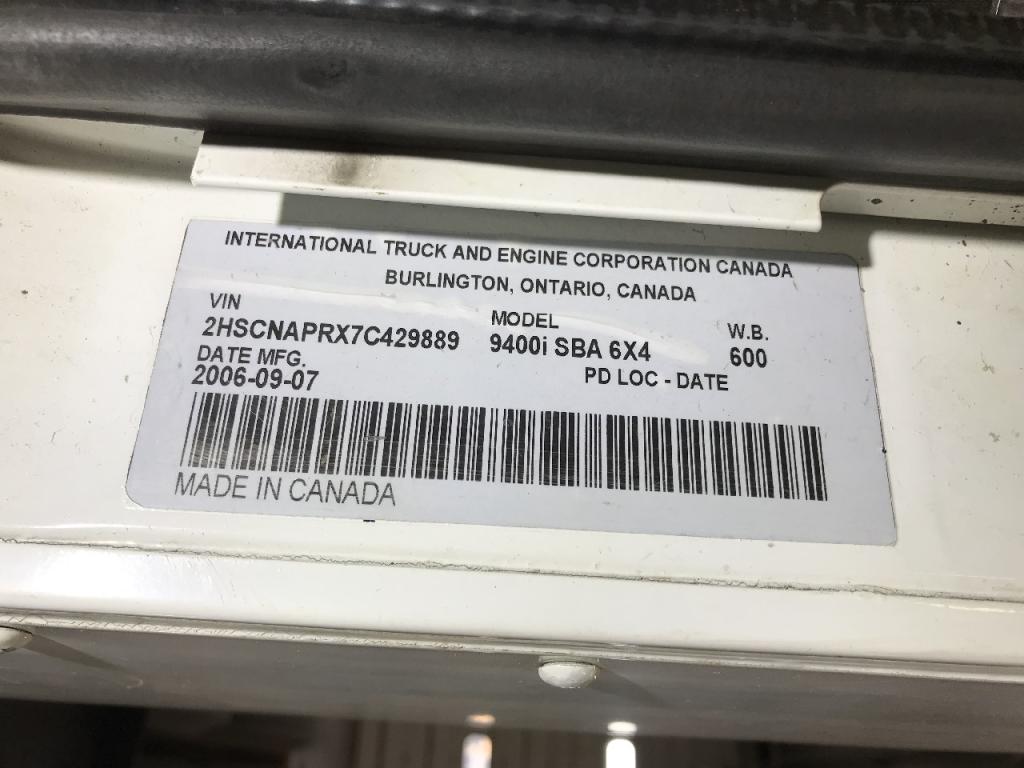 INTERNATIONAL TRUCK AND ENGINE CORPORATION CANADA
BURLINGTON, ONTARIO, CANADA
VIN MODEL W.B.
2HSCNAPRX7C429889 9400i SBA 6X4 600
DATE MFG. PD LOC - DATE
2006-09-07
MADE IN CANADA